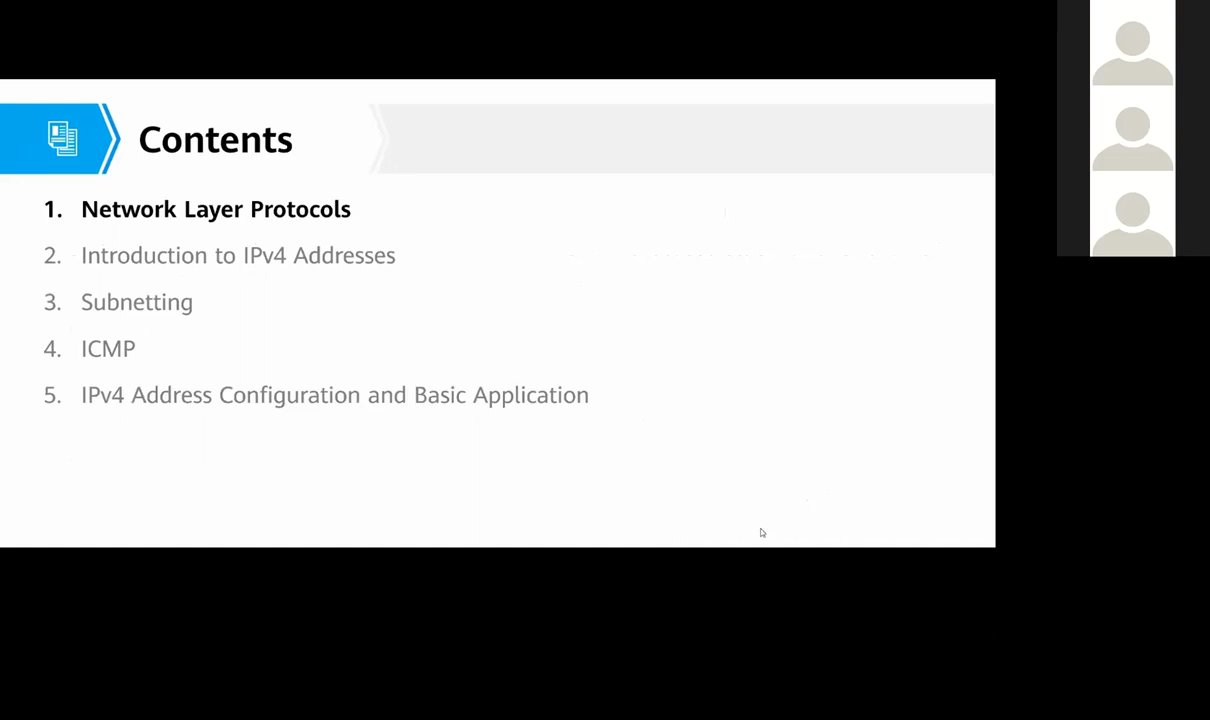 Contents
1. Network Layer Protocols
2. Introduction to IPv4 Addresses
3. Subnetting
4. ICMP
5. IPv4 Address Configuration and Basic Application